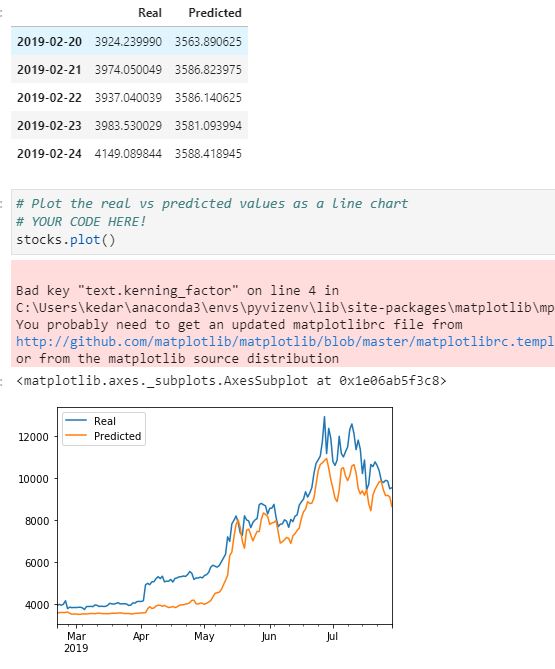 Real Predicted
2019-02-20 3924.239990 3563.890625
2019-02-21 3974.050049 3586.823975
2019-02-22 3937.040039 3586.140625
2019-02-23 3983.530029 3581.093994
2019-02-24 4149.089844 3588.418945
# Plot the real vs predicted values as a line chart
# YOUR CODE HERE!
stocks.plot()
Bad key "text.kerning_factor" on line 4 in
C:\Users\kedar\anaconda3\envs\pyvizenv\lib\site-packages\matplotlib\mp
You probably need to get an updated matplotlibrc file from
http://github.com/matplotlib/matplotlib/blob/master/matplotlibrc.templ
or from the matplotlib source distribution
<matplotlib.axes._subplots.AxesSubplot at 0x1e06ab5f3c8>
Real
Predicted
12000
10000
8000
6000
4000
Mar Apr May Jun Jul
2019